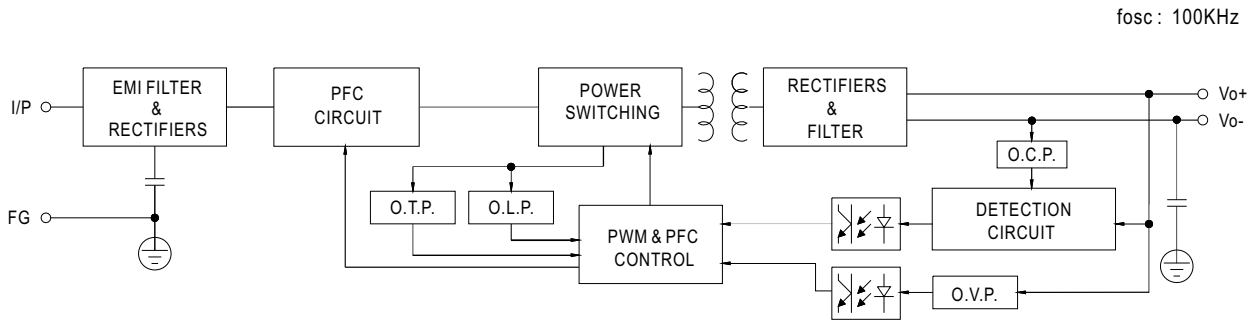 fosc : 100KHz
I/P
EMI FILTER
&
RECTIFIERS
PFC
CIRCUIT
POWER
SWITCHING
RECTIFIERS
&
FILTER
Vo+
Vo-
O.C.P.
FG
O.T.P.
O.L.P.
PWM & PFC
CONTROL
DETECTION
CIRCUIT
O.V.P.